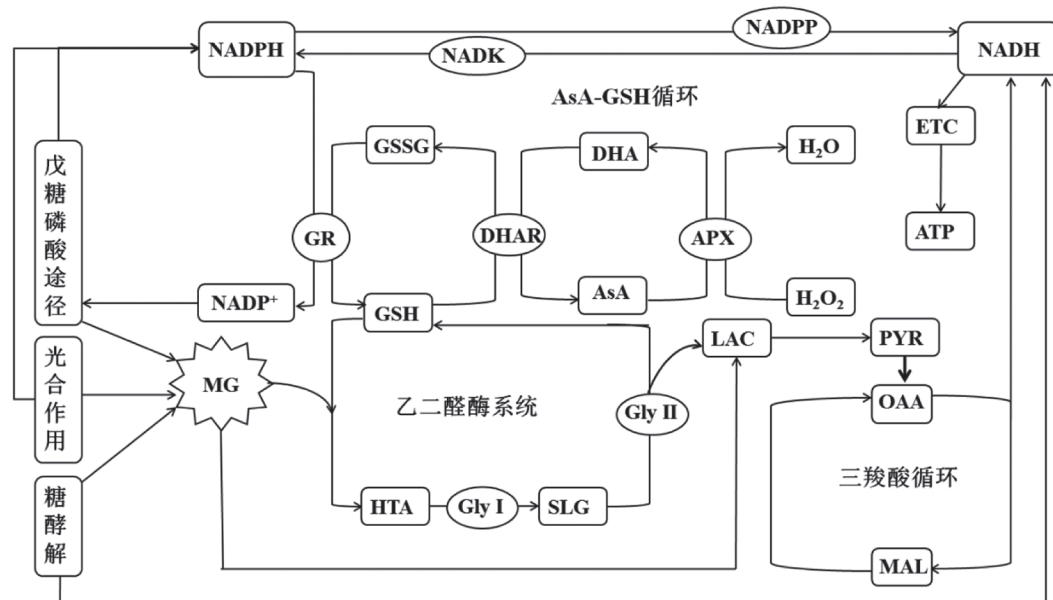 NADPH
NADPP
NADK
NADH
AsA-GSH循环
GSSG
DHA
H₂O
ETC
戊糖磷酸途径
GR
DHAR
APX
ATP
NADP⁺
GSH
AsA
H₂O₂
光合作用
MG
LAC
PYR
乙二醛酶系统
Gly II
OAA
三羧酸循环
糖酵解
HTA
Gly I
SLG
MAL